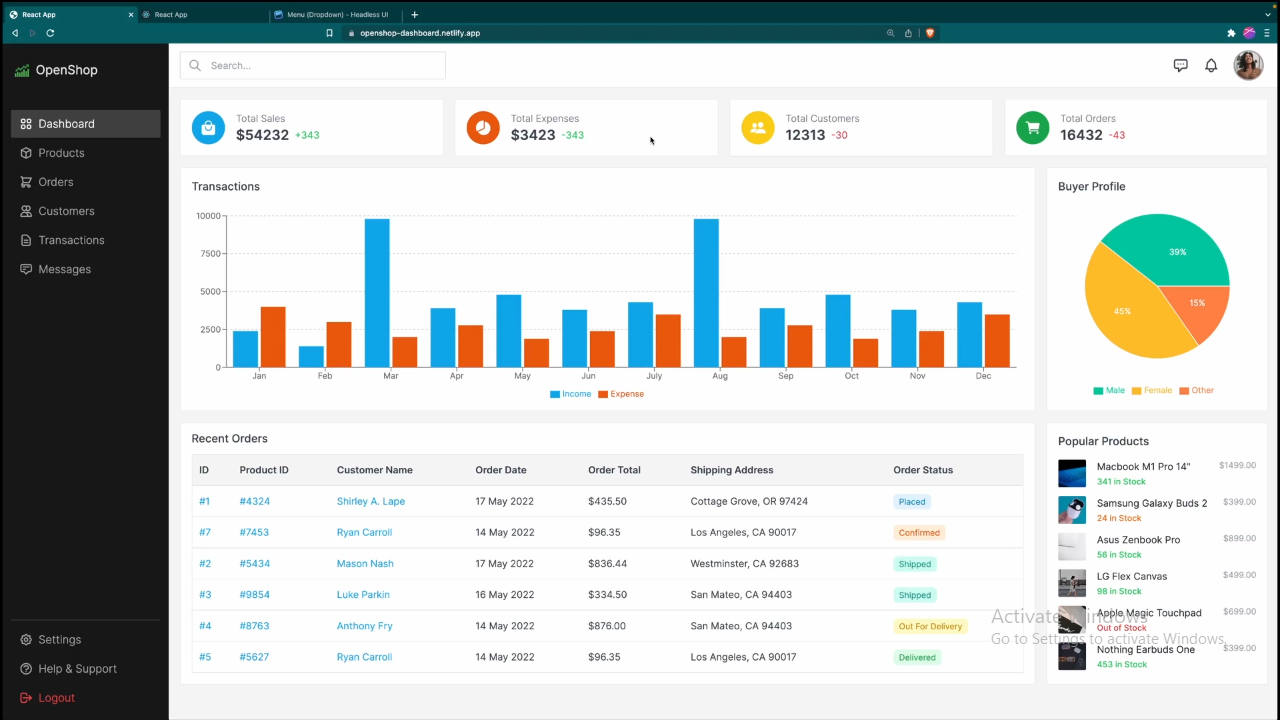 React App
React App
Menu (Dropdown) - Headless UI
openshop-dashboard.netlify.app
OpenShop
Search...
Dashboard
Products
Orders
Customers
Transactions
Messages
Settings
Help & Support
Logout
Total Sales
$54232 +343
Total Expenses
$3423 -343
Total Customers
12313 -30
Total Orders
16432 -43
Transactions
10000
7500
5000
2500
0
Jan Feb Mar Apr May Jun July Aug Sep Oct Nov Dec
Income Expense
Buyer Profile
39%
45%
15%
Male Female Other
Recent Orders
ID Product ID Customer Name Order Date Order Total Shipping Address Order Status
#1 #4324 Shirley A. Lape 17 May 2022 $435.50 Cottage Grove, OR 97424 Placed
#7 #7453 Ryan Carroll 14 May 2022 $96.35 Los Angeles, CA 90017 Confirmed
#2 #5434 Mason Nash 17 May 2022 $836.44 Westminster, CA 92683 Shipped
#3 #9854 Luke Parkin 16 May 2022 $334.50 San Mateo, CA 94403 Shipped
#4 #8763 Anthony Fry 14 May 2022 $876.00 San Mateo, CA 94403 Out For Delivery
#5 #5627 Ryan Carroll 14 May 2022 $96.35 Los Angeles, CA 90017 Delivered
Popular Products
Macbook M1 Pro 14" $1499.00
341 in Stock
Samsung Galaxy Buds 2 $399.00
24 in Stock
Asus Zenbook Pro $899.00
56 in Stock
LG Flex Canvas $499.00
98 in Stock
Apple Magic Touchpad $699.00
Out of Stock
Nothing Earbuds One $399.00
453 in Stock
Activate Windows
Go to Settings to activate Windows.